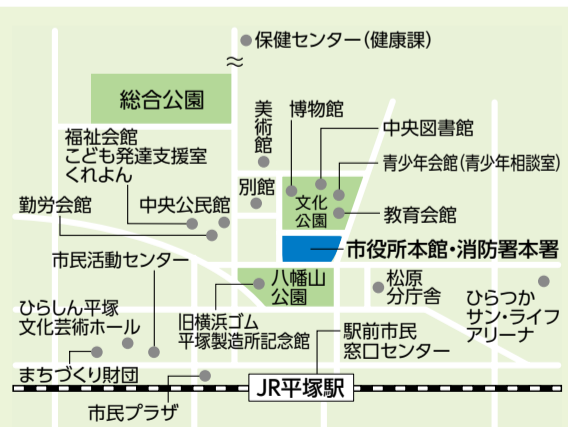 保健センター(健康課)
総合公園
美術館
博物館
中央図書館
福祉会館
こども発達支援室
くれよん
青少年会館(青少年相談室)
別館
文化
公園
勤労会館
中央公民館
教育会館
市役所本館・消防署本署
市民活動センター
八幡山
公園
松原
分庁舎
ひらつか
サン・ライフ
アリーナ
ひらしん平塚
文化芸術ホール
旧横浜ゴム
平塚製造所記念館
駅前市民
窓口センター
まちづくり財団
JR平塚駅
市民プラザ